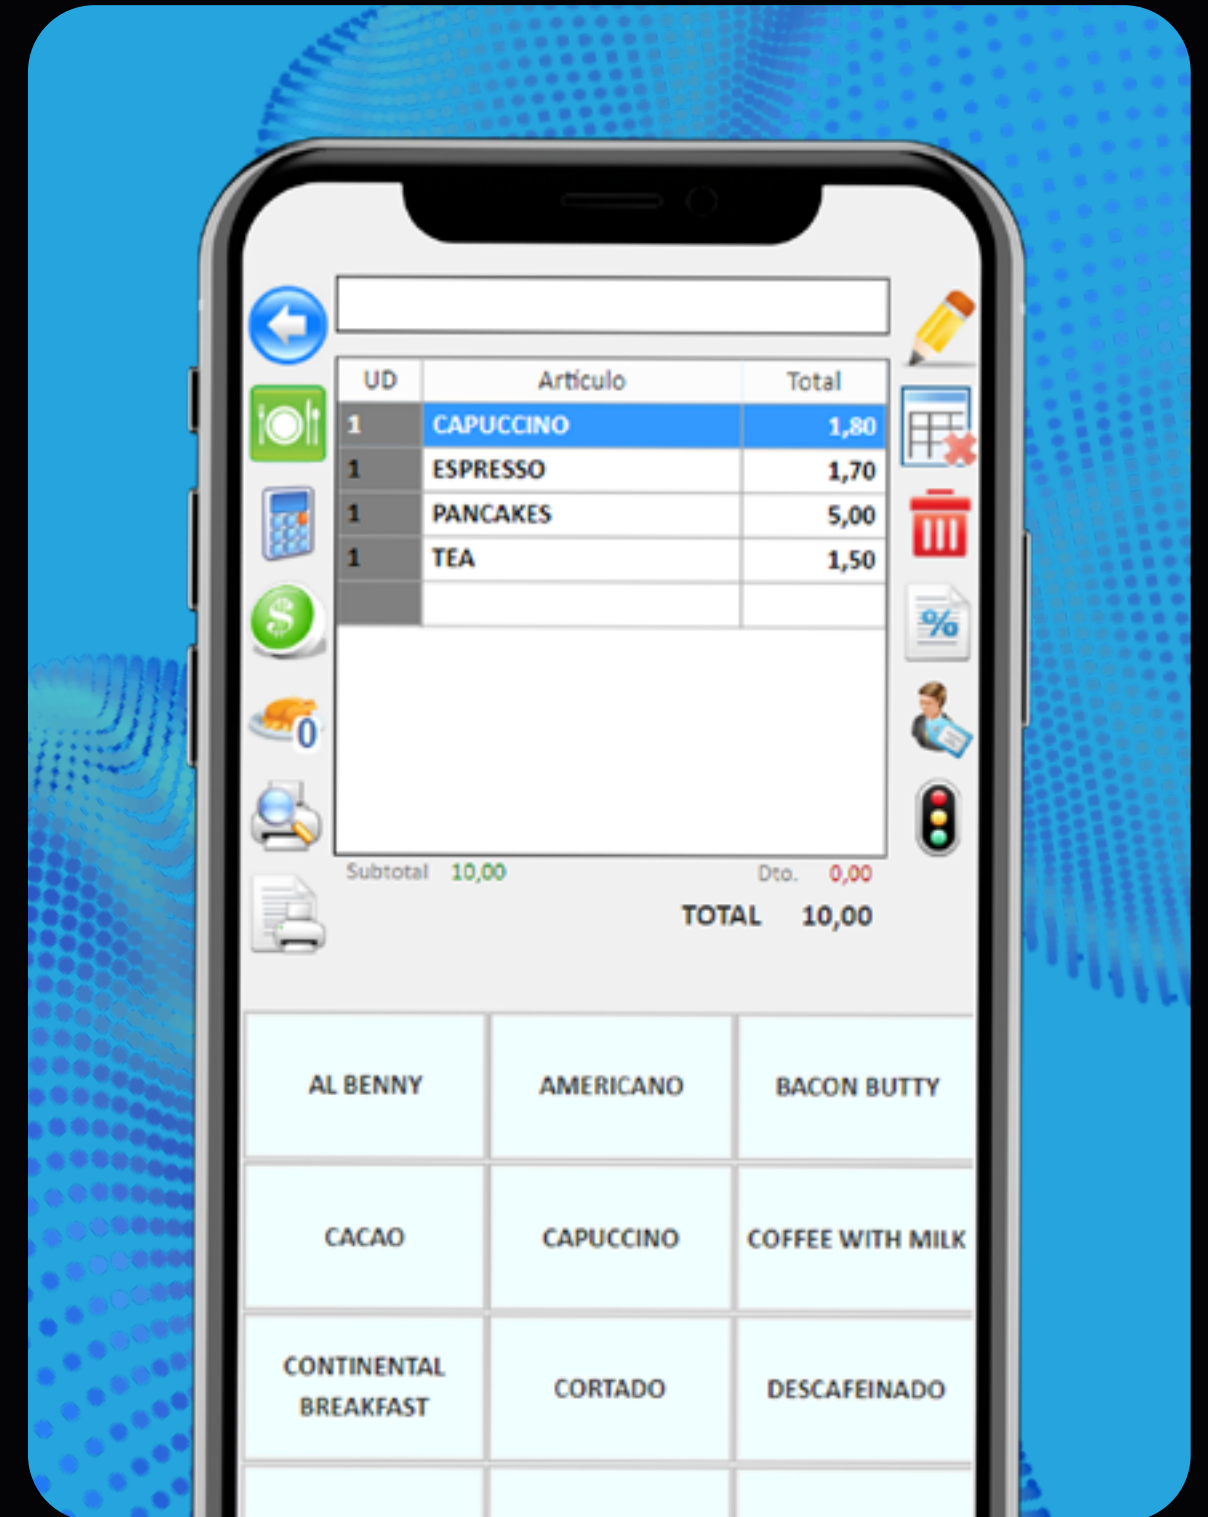 UD Artículo Total
1 CAPUCCINO 1,80
1 ESPRESSO 1,70
1 PANCAKES 5,00
1 TEA 1,50
$
%
0
Subtotal 10,00 Dto. 0,00
TOTAL 10,00
AL BENNY AMERICANO BACON BUTTY
CACAO CAPUCCINO COFFEE WITH MILK
CONTINENTAL
BREAKFAST
CORTADO DESCAFEINADO